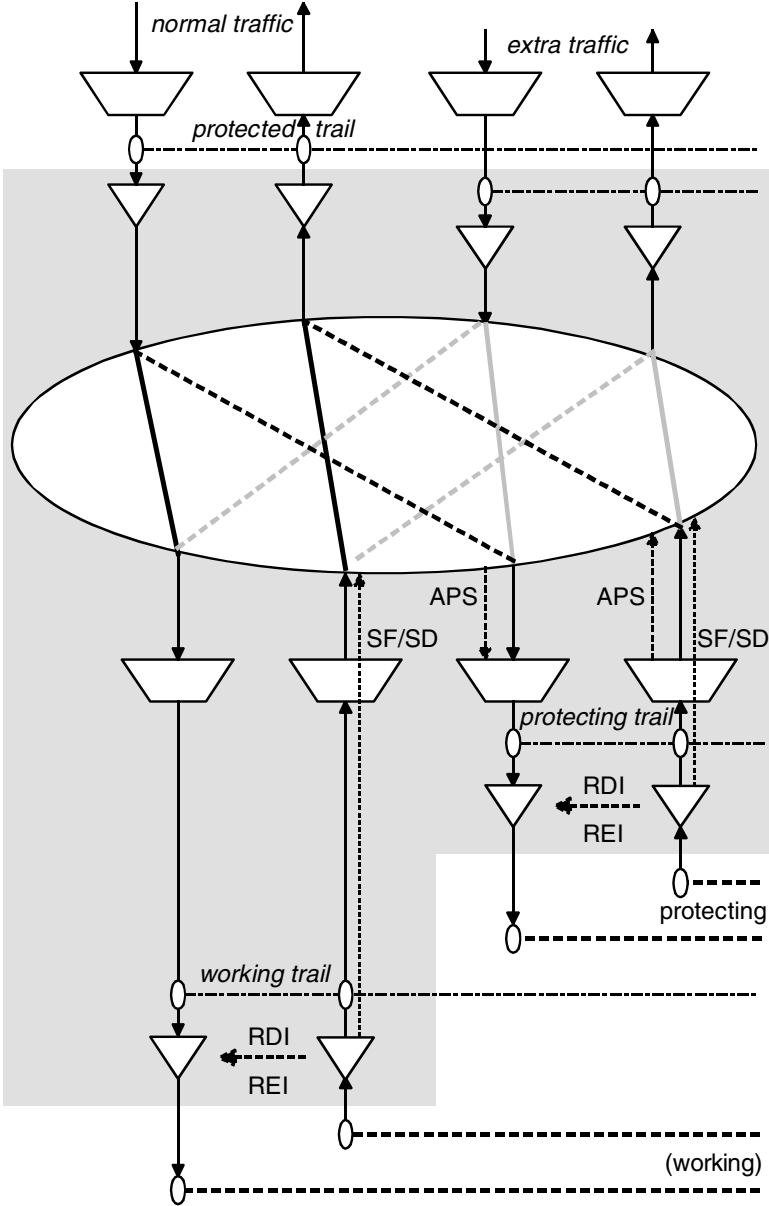 normal traffic
extra traffic
protected trail
APS
APS
SF/SD
SF/SD
protecting trail
RDI
REI
protecting
working trail
RDI
REI
(working)